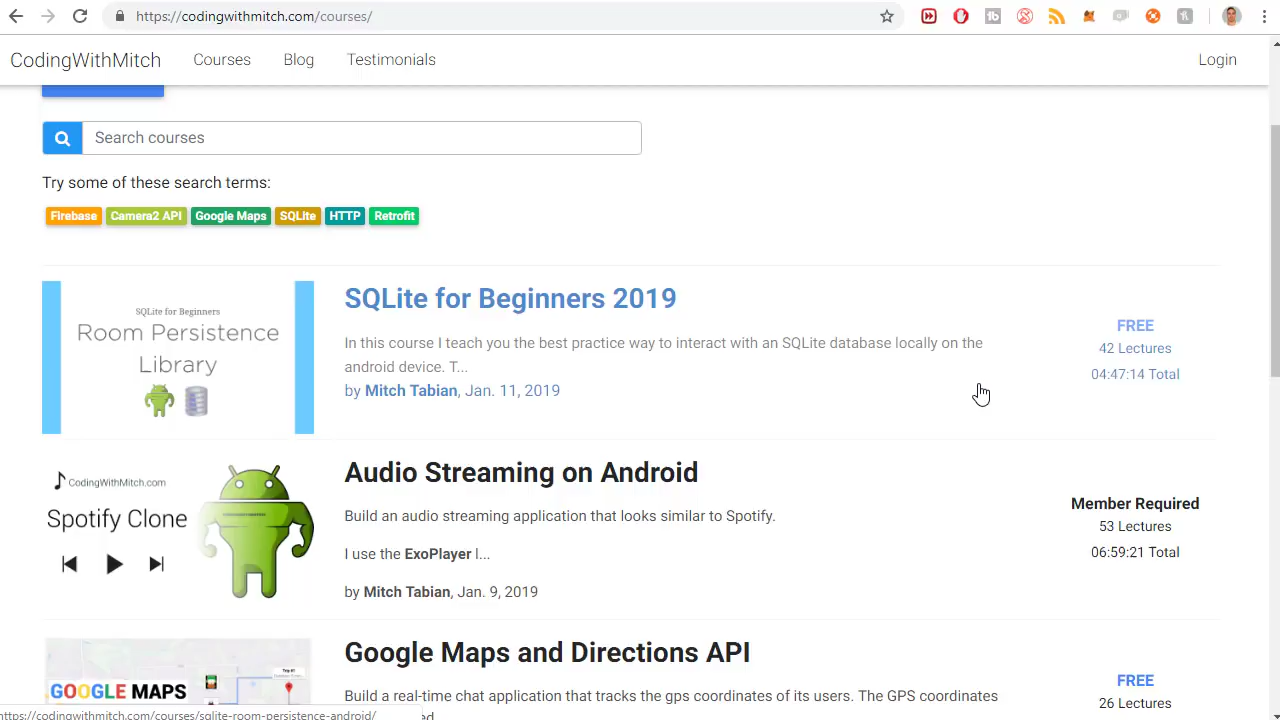 https://codingwithmitch.com/courses/
CodingWithMitch Courses Blog Testimonials Login
Search courses
Try some of these search terms:
Firebase Camera2 API Google Maps SQLite HTTP Retrofit
SQLite for Beginners
Room Persistence
Library
SQLite for Beginners 2019
In this course I teach you the best practice way to interact with an SQLite database locally on the
android device. T...
by Mitch Tabian, Jan. 11, 2019
FREE
42 Lectures
04:47:14 Total
CodingWithMitch.com
Spotify Clone
Audio Streaming on Android
Build an audio streaming application that looks similar to Spotify.
I use the ExoPlayer l...
by Mitch Tabian, Jan. 9, 2019
Member Required
53 Lectures
06:59:21 Total
GOOGLE MAPS
Google Maps and Directions API
Build a real-time chat application that tracks the gps coordinates of its users. The GPS coordinates
FREE
26 Lectures
https://codingwithmitch.com/courses/sqlite-room-persistence-android/